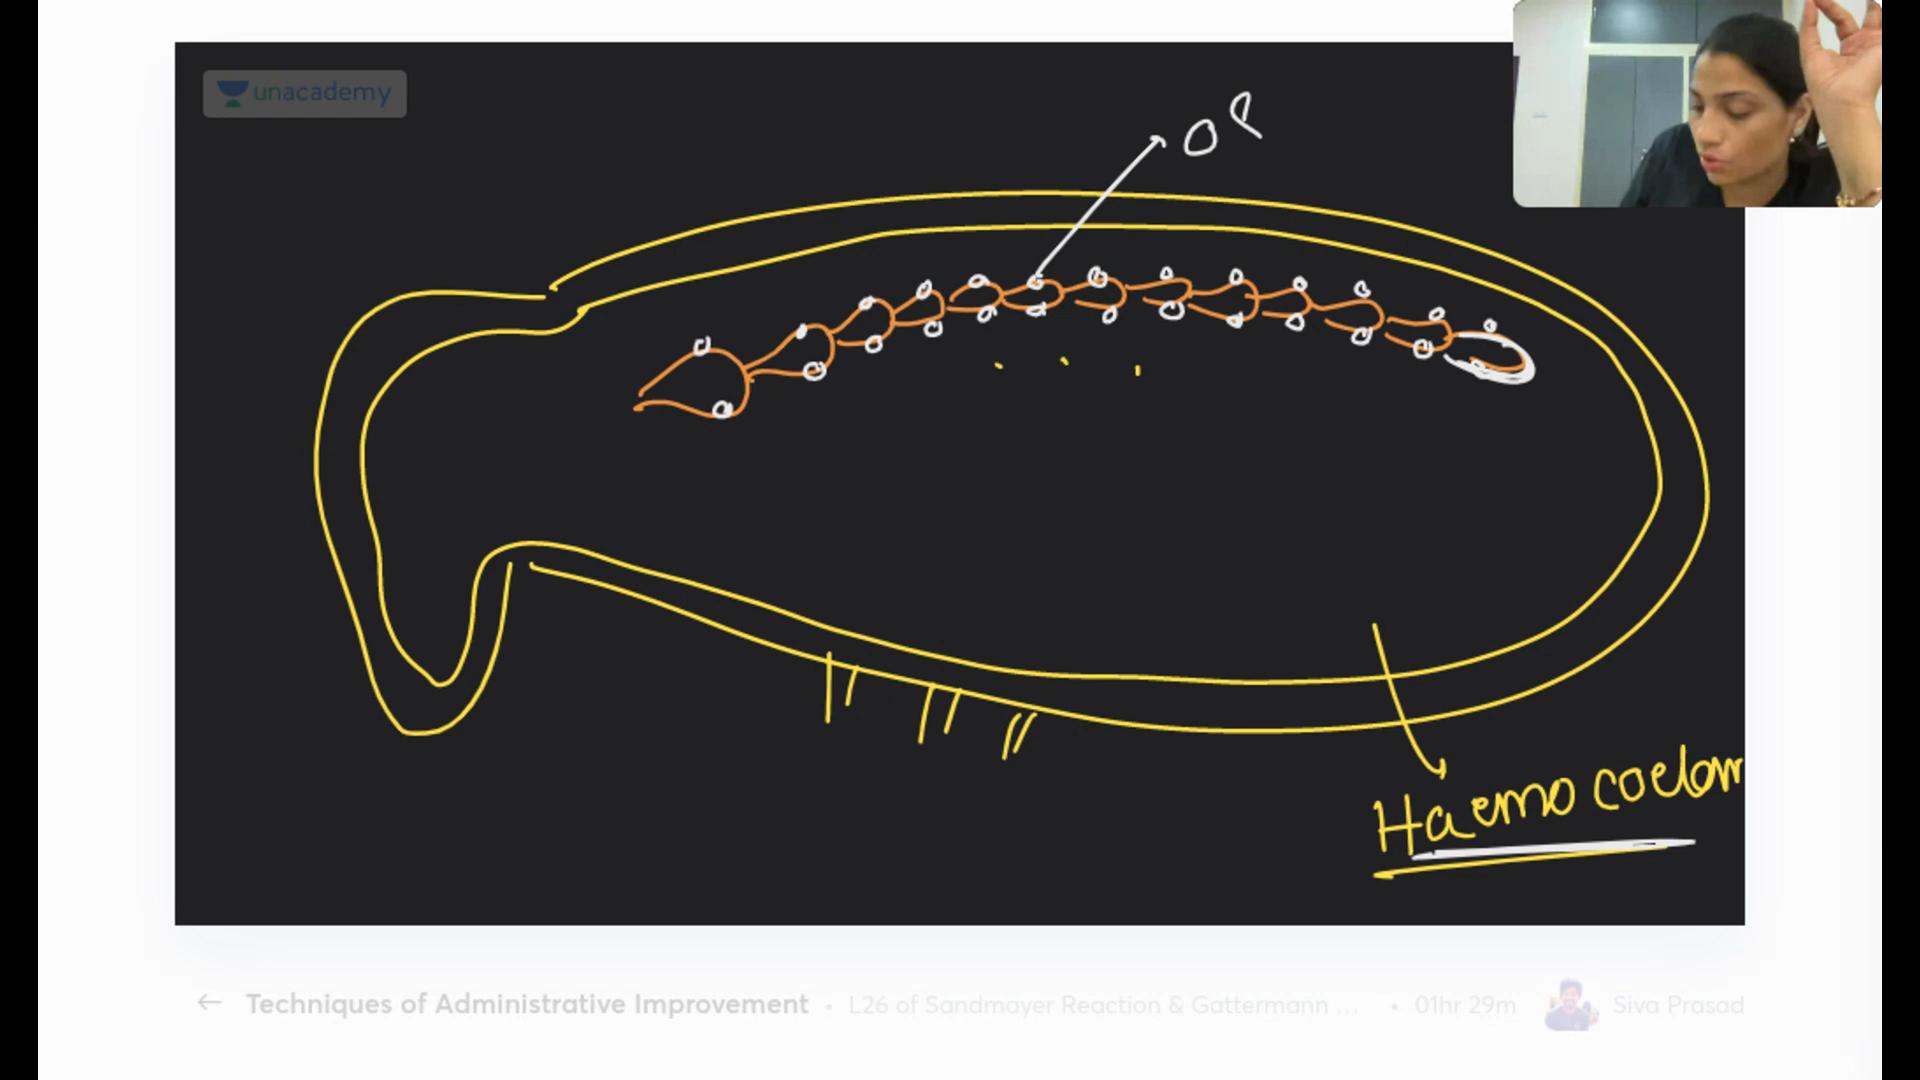 unacademy
OP
Haemo coelom
← Techniques of Administrative Improvement • L26 of Sandmayer Reaction & Gattermann ... • 01hr 29m Siva Prasad